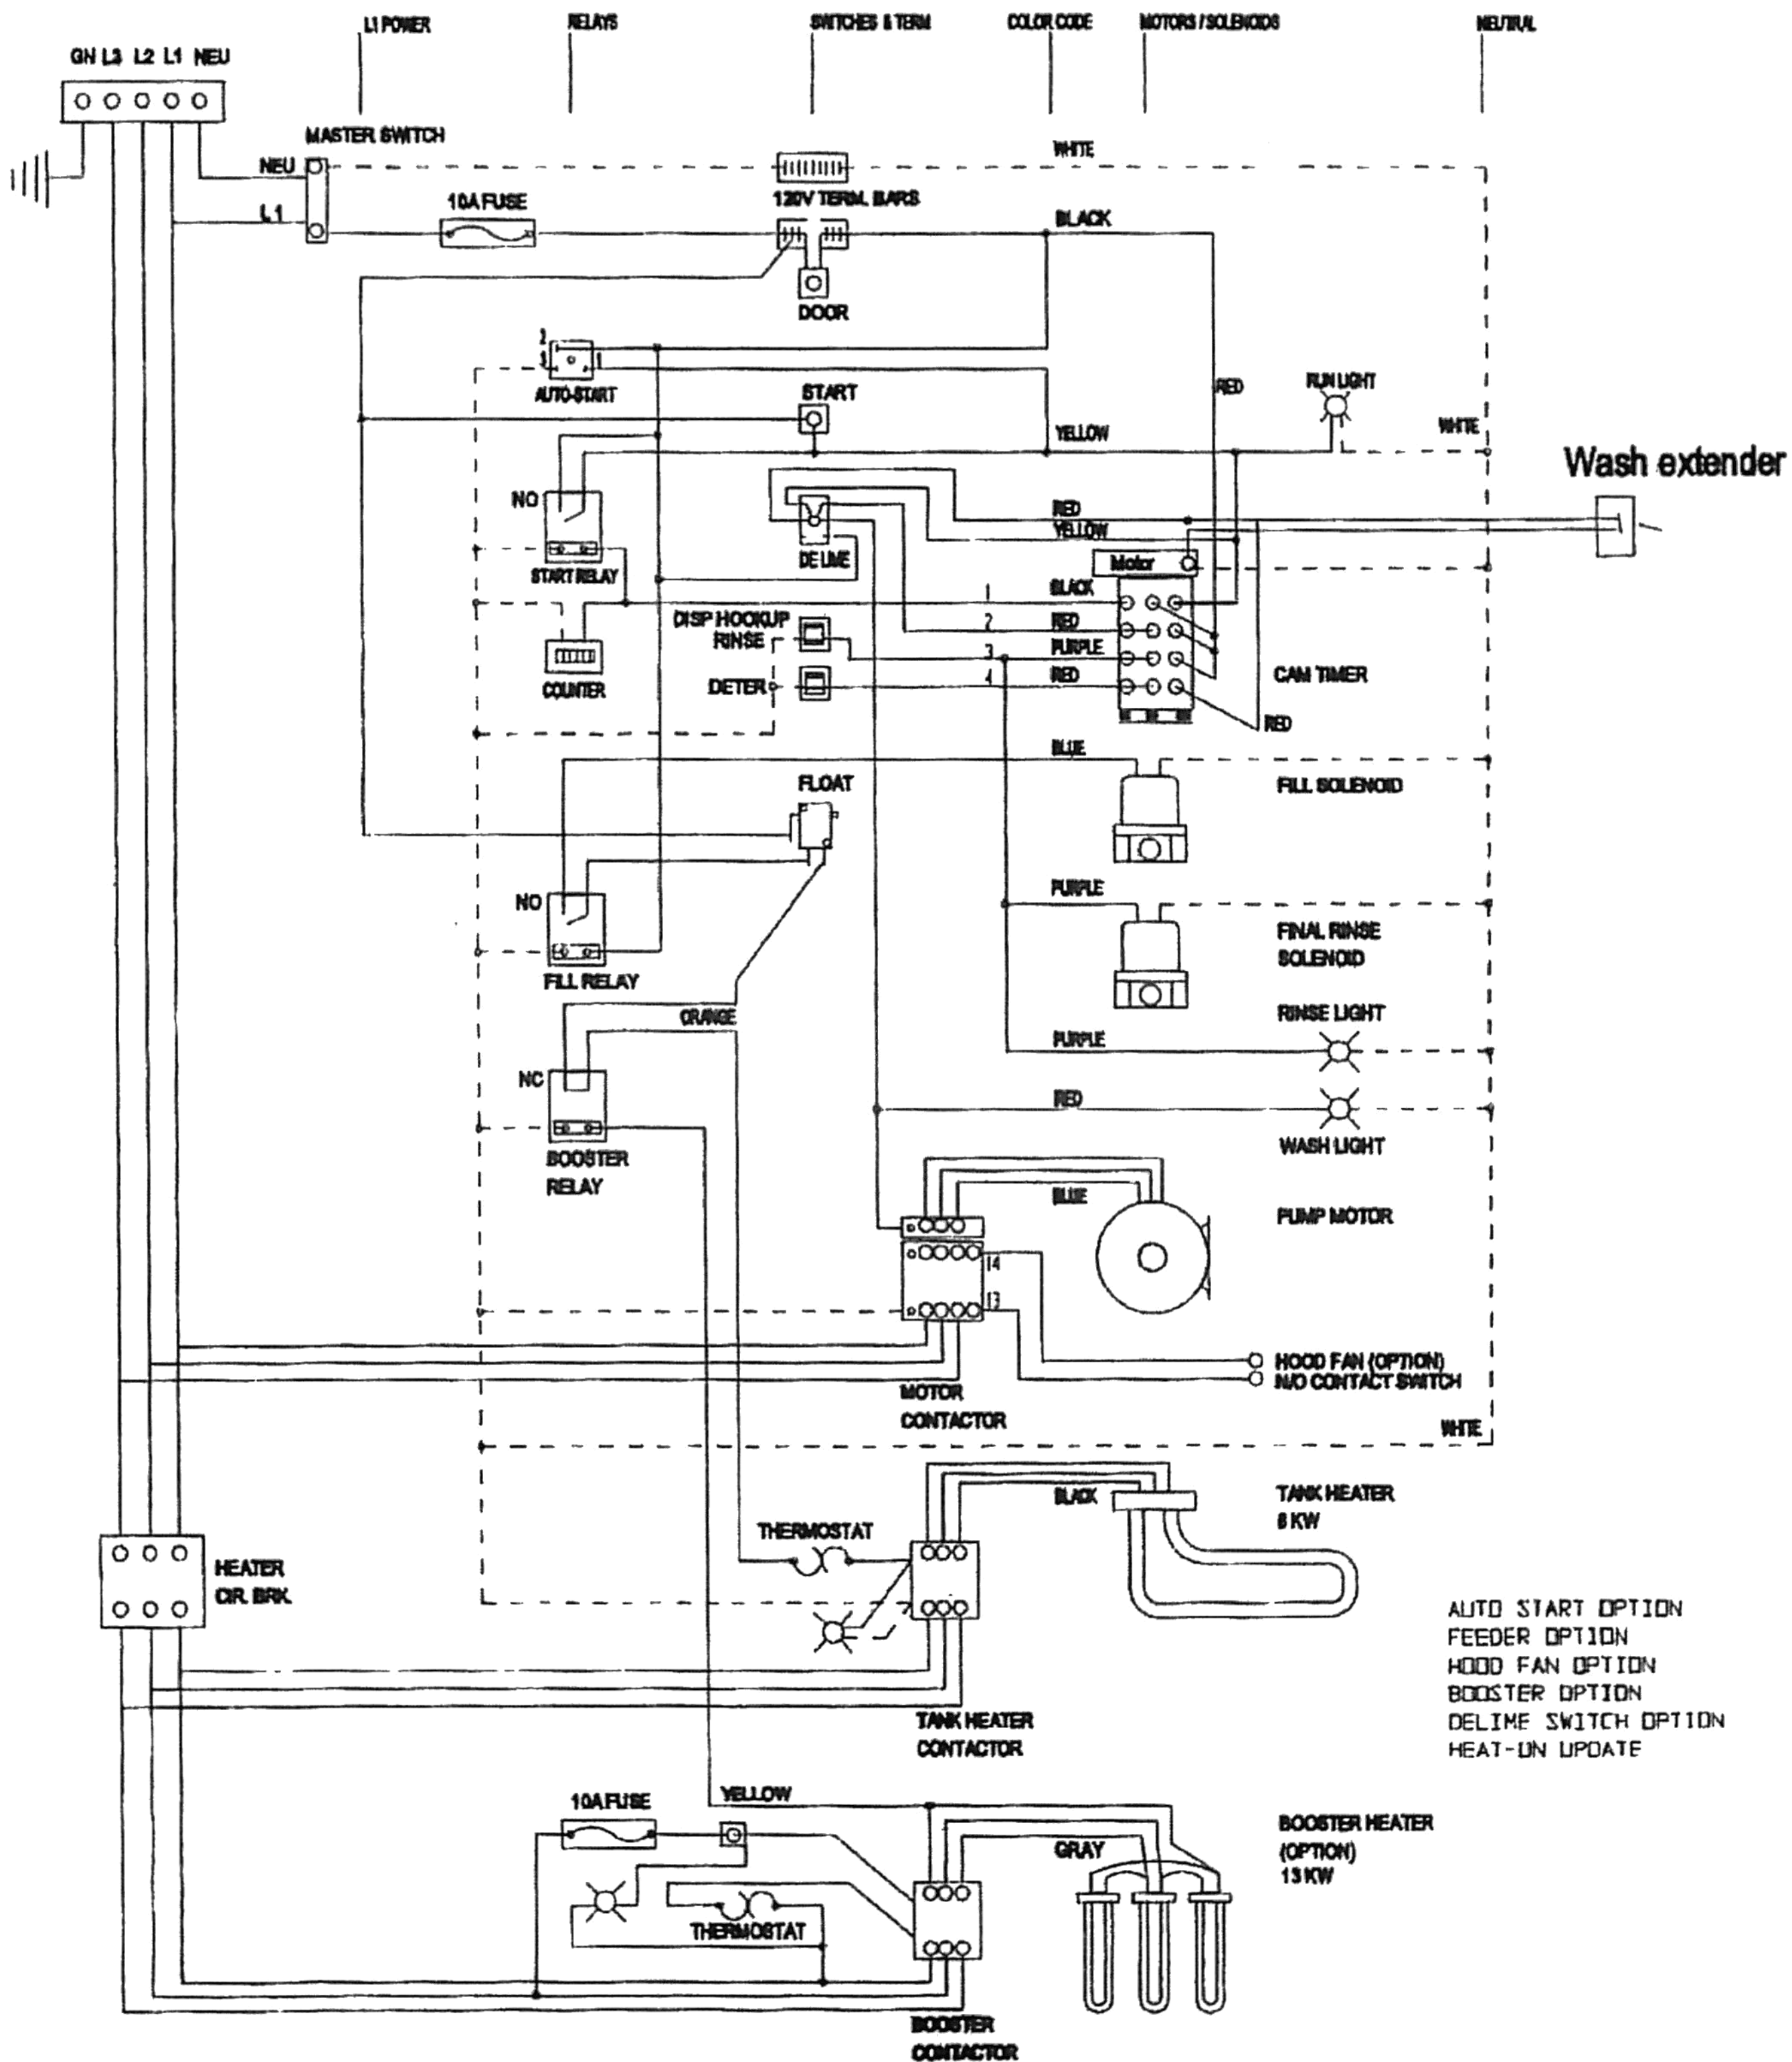 L1 POWER
RELAYS
SWITCHES & TERM
COLOR CODE
MOTORS / SOLENOIDS
NEUTRAL
GN L3 L2 L1 NEU
MASTER SWITCH
NEU
WHITE
10A FUSE
120V TERM. BARS
L1
BLACK
DOOR
2
3
1
AUTO-START
START
RED
RUN LIGHT
YELLOW
WHITE
Wash extender
NO
RED
YELLOW
DE LIME
Motor
START RELAY
1
BLACK
DISP HOOKUP
RINSE
2
RED
3
PURPLE
CAM TIMER
COUNTER
DETER
4
RED
RED
BLUE
FLOAT
FILL SOLENOID
PURPLE
NO
FINAL RINSE
SOLENOID
FILL RELAY
RINSE LIGHT
ORANGE
PURPLE
NC
RED
WASH LIGHT
BOOSTER
RELAY
BLUE
PUMP MOTOR
14
13
HOOD FAN (OPTION)
N/O CONTACT SWITCH
MOTOR
CONTACTOR
WHITE
BLACK
TANK HEATER
6 KW
THERMOSTAT
HEATER
CIR. BRK.
AUTO START OPTION
FEEDER OPTION
HOOD FAN OPTION
BOOSTER OPTION
DELIME SWITCH OPTION
HEAT-ON UPDATE
TANK HEATER
CONTACTOR
YELLOW
10A FUSE
BOOSTER HEATER
(OPTION)
13 KW
GRAY
THERMOSTAT
BOOSTER
CONTACTOR